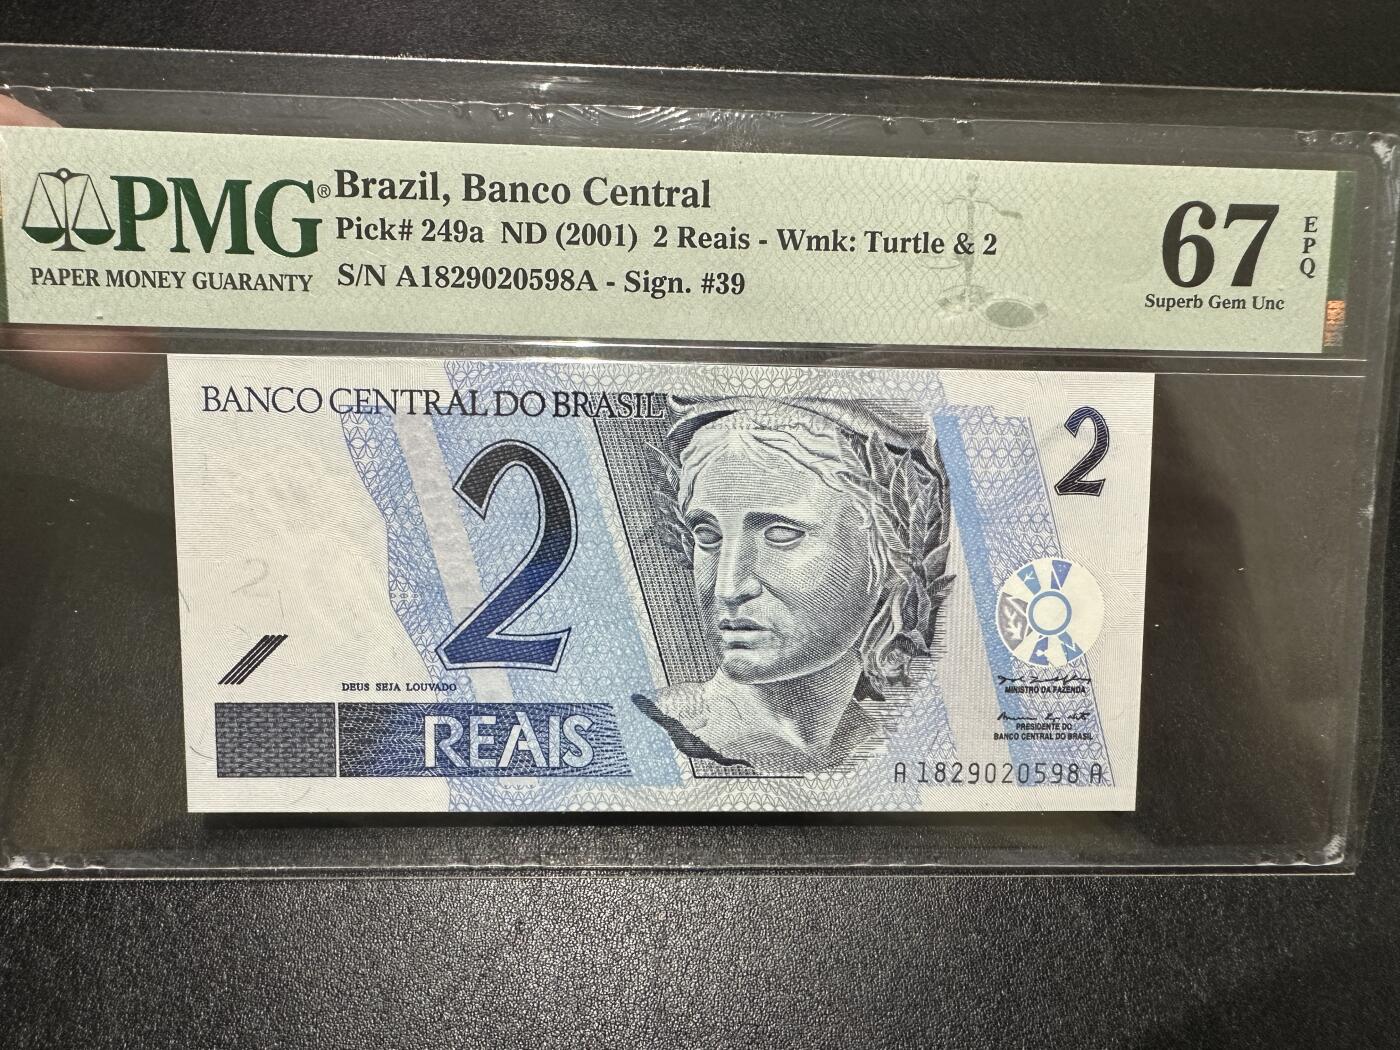 PMG®
PAPER MONEY GUARANTY
Brazil, Banco Central
Pick# 249a ND (2001) 2 Reais - Wmk: Turtle & 2
S/N A1829020598A - Sign. #39
67
EPQ
Superb Gem Unc
BANCO CENTRAL DO BRASIL
2
2
2
DEUS SEJA LOUVADO
REAIS
MINISTRO DA FAZENDA
PRESIDENTE DO
BANCO CENTRAL DO BRASIL
A 1829020598 A